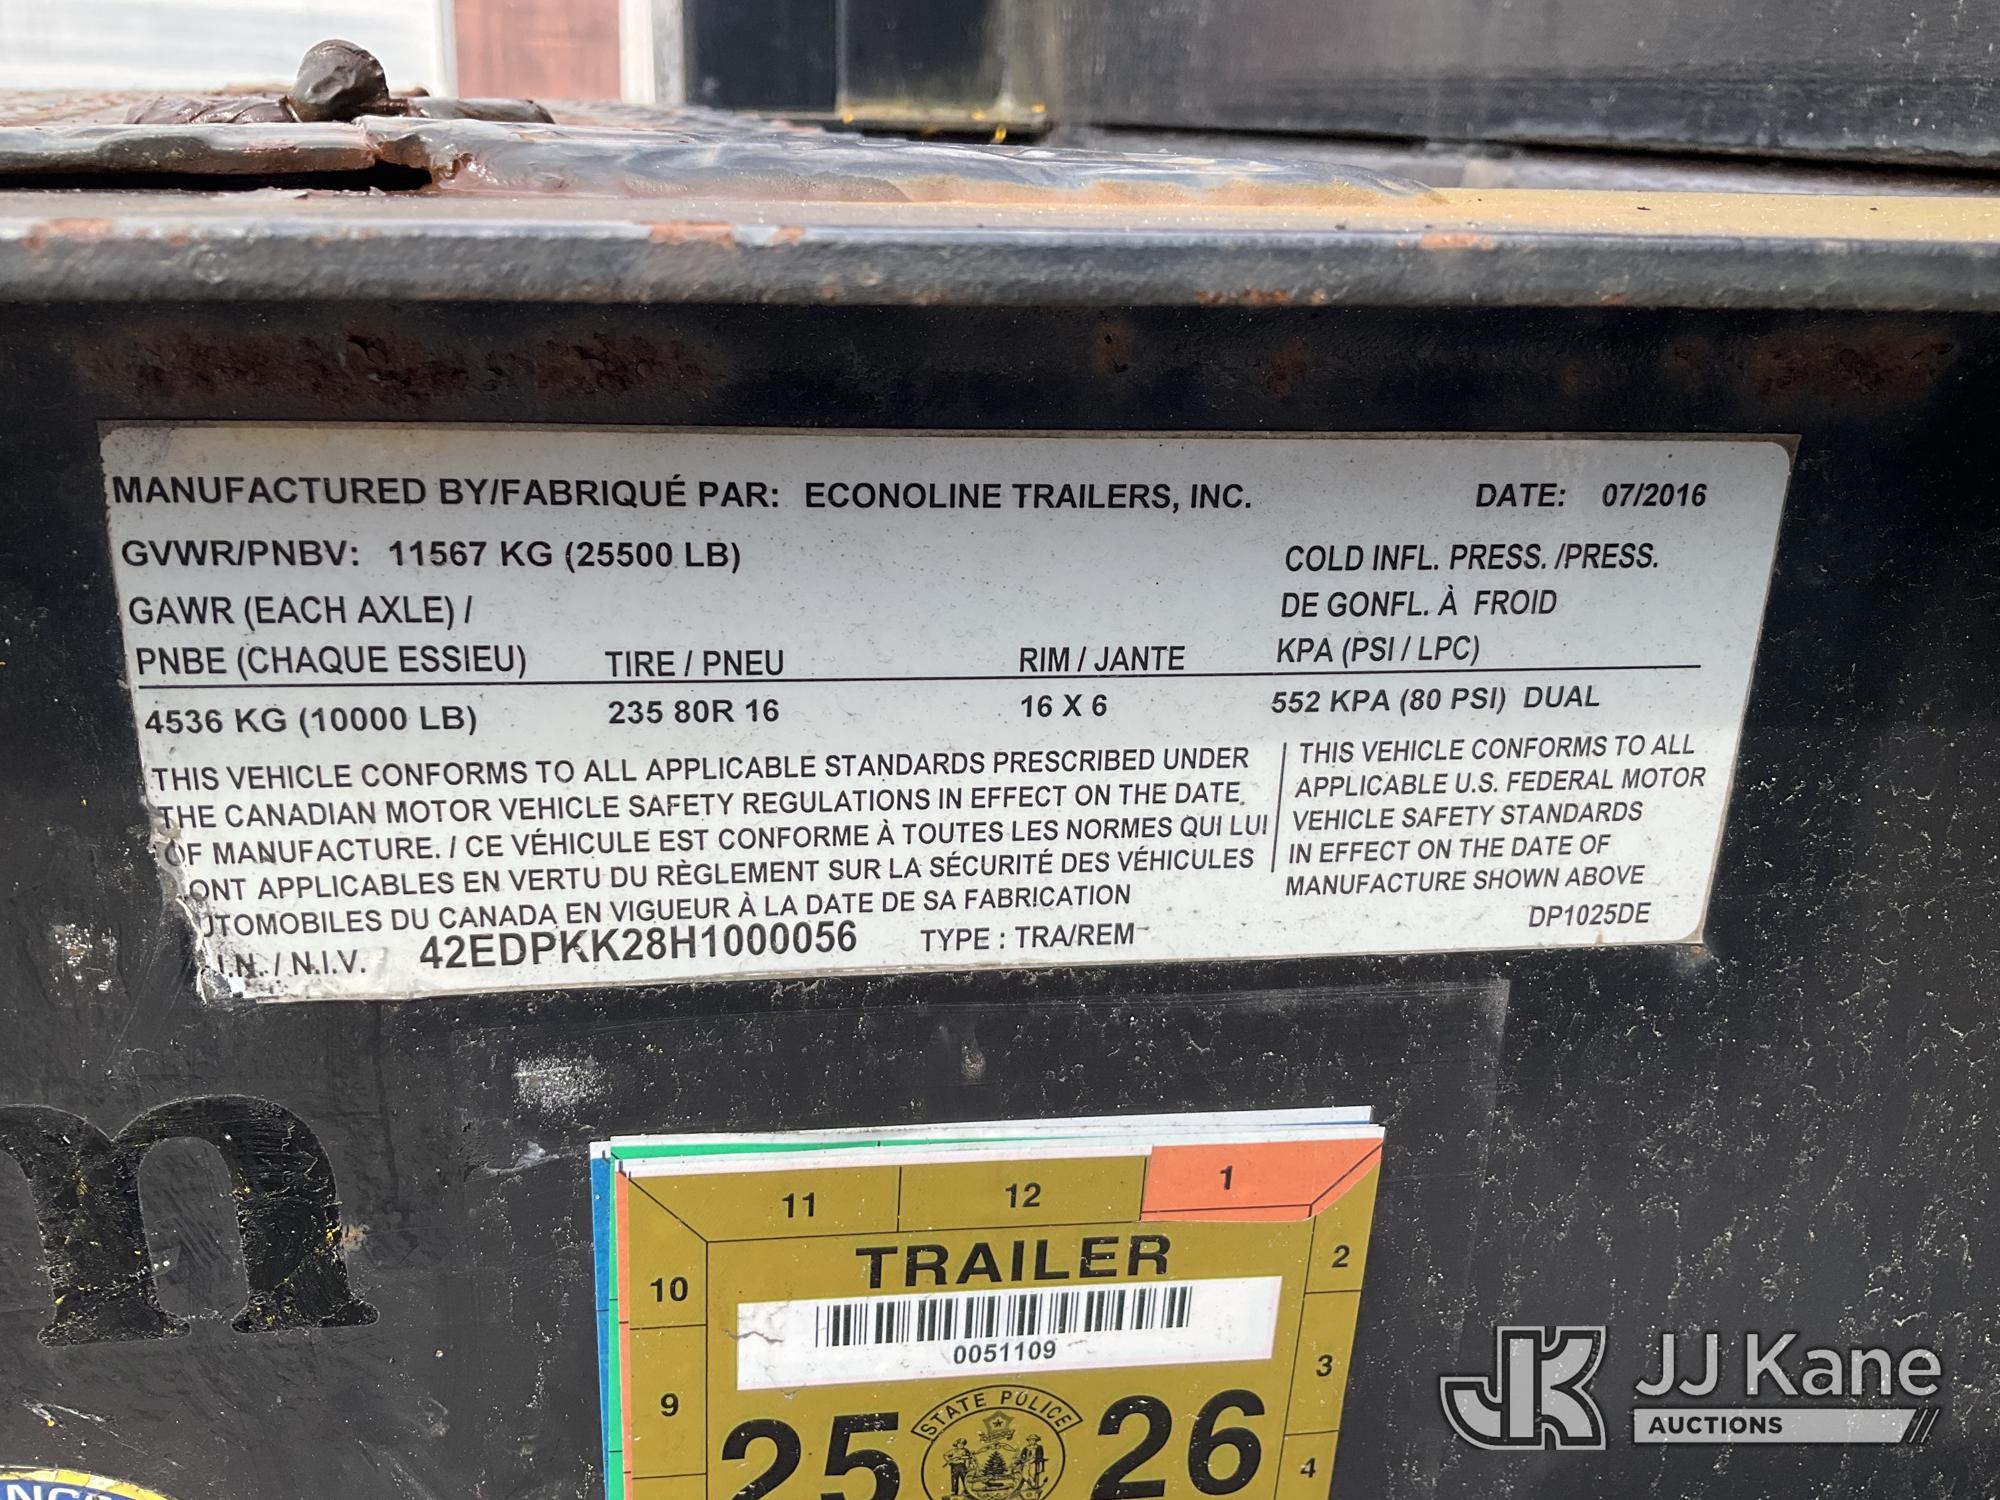 MANUFACTURED BY/FABRIQUÉ PAR: ECONOLINE TRAILERS, INC. DATE: 07/2016
GVWR/PNBV: 11567 KG (25500 LB)
COLD INFL. PRESS. /PRESS.
GAWR (EACH AXLE) / DE GONFL. À FROID
PNBE (CHAQUE ESSIEU) TIRE / PNEU RIM / JANTE KPA (PSI / LPC)
4536 KG (10000 LB) 235 80R 16 16 X 6 552 KPA (80 PSI) DUAL
THIS VEHICLE CONFORMS TO ALL APPLICABLE STANDARDS PRESCRIBED UNDER
THE CANADIAN MOTOR VEHICLE SAFETY REGULATIONS IN EFFECT ON THE DATE
OF MANUFACTURE. / CE VÉHICULE EST CONFORME À TOUTES LES NORMES QUI LUI
ONT APPLICABLES EN VERTU DU RÈGLEMENT SUR LA SÉCURITÉ DES VÉHICULES
UTOMOBILES DU CANADA EN VIGUEUR À LA DATE DE SA FABRICATION
I.N. / N.I.V. 42EDPKK28H1000056 TYPE : TRA/REM
THIS VEHICLE CONFORMS TO ALL
APPLICABLE U.S. FEDERAL MOTOR
VEHICLE SAFETY STANDARDS
IN EFFECT ON THE DATE OF
MANUFACTURE SHOWN ABOVE
DP1025DE
11 12 1
TRAILER
10 2
0051109
9 3
STATE POLICE
25 26
4
m
JK JJ Kane
AUCTIONS